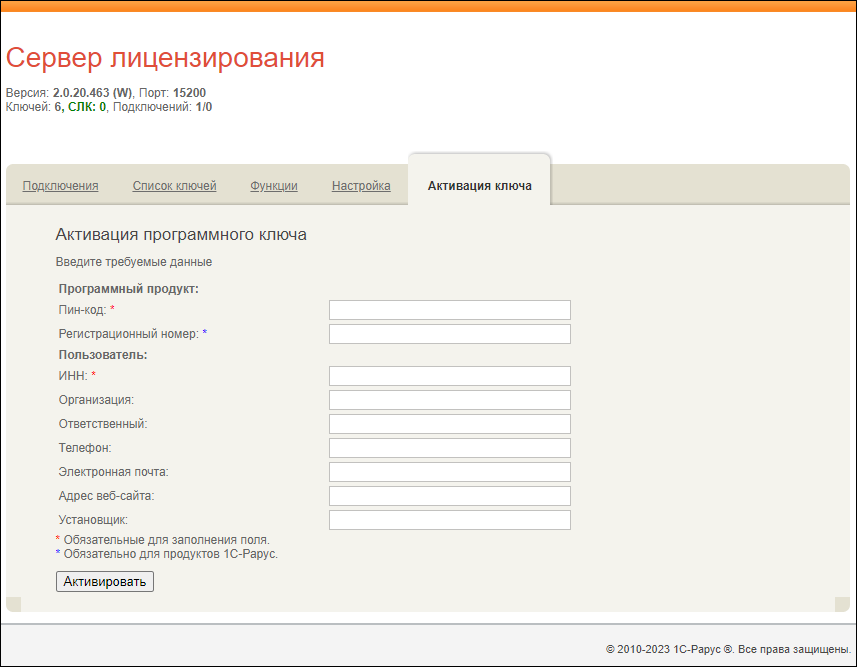 Сервер лицензирования
Версия: 2.0.20.463 (W), Порт: 15200
Ключей: 6, СЛК: 0, Подключений: 1/0
Подключения Список ключей Функции Настройка Активация ключа
Активация программного ключа
Введите требуемые данные
Программный продукт:
Пин-код: *
Регистрационный номер: *
Пользователь:
ИНН: *
Организация:
Ответственный:
Телефон:
Электронная почта:
Адрес веб-сайта:
Установщик:
* Обязательные для заполнения поля.
* Обязательно для продуктов 1С-Рарус.
Активировать
© 2010-2023 1С-Рарус ®. Все права защищены.